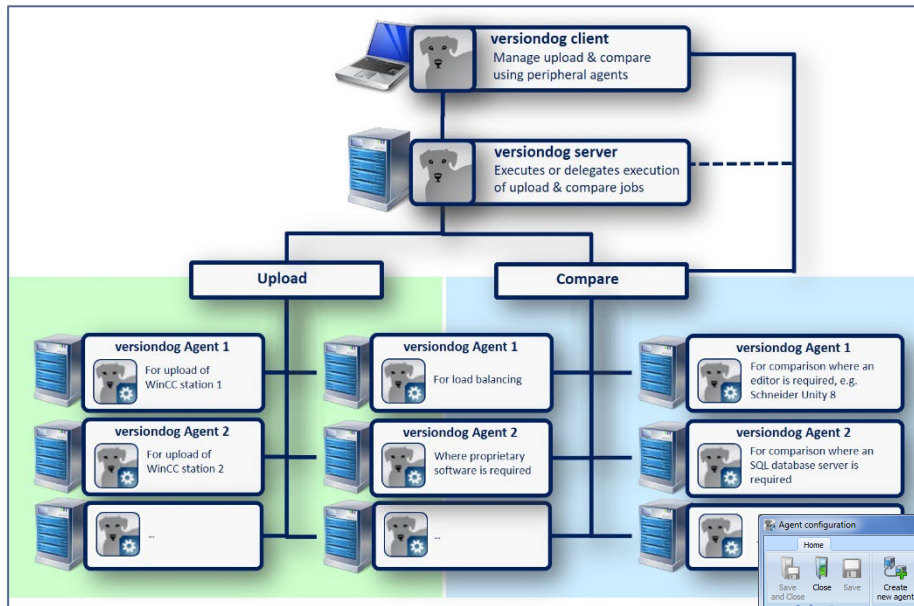 versiondog client
Manage upload & compare
using peripheral agents
versiondog server
Executes or delegates execution
of upload & compare jobs
Upload
Compare
versiondog Agent 1
For upload of
WinCC station 1
versiondog Agent 1
For load balancing
versiondog Agent 1
For comparison where an
editor is required, e.g.
Schneider Unity 8
versiondog Agent 2
For upload of
WinCC station 2
versiondog Agent 2
Where proprietary
software is required
versiondog Agent 2
For comparison where an
SQL database server is
required
...
...
Agent configuration
Home
Save
and Close
Close
Save
Create
new agent